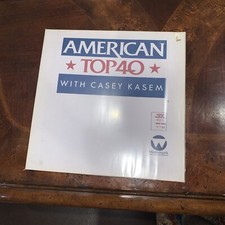 AMERICAN
★ TOP40 ★
WITH CASEY KASEM